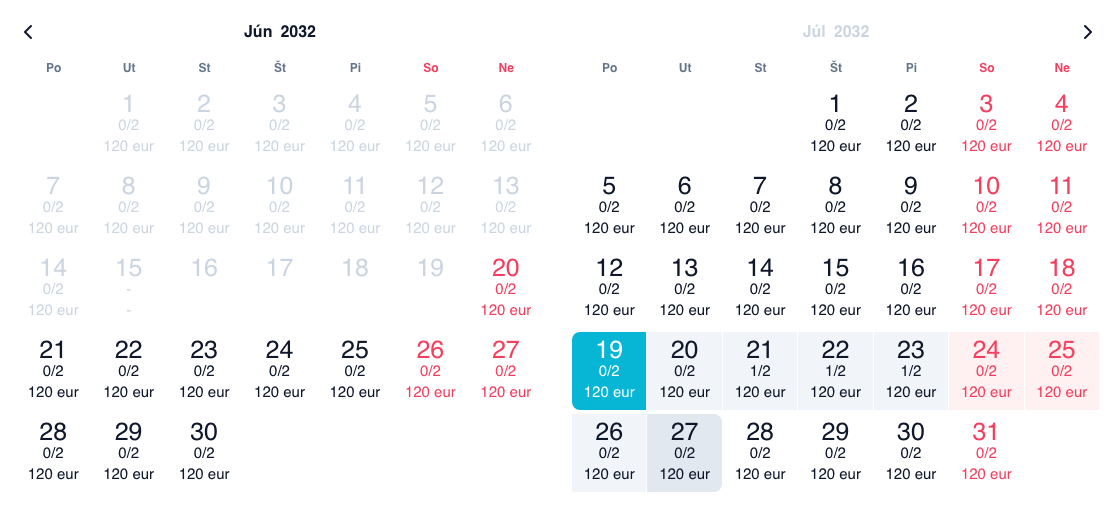 Jún 2032
Po Ut St Št Pi So Ne
1 2 3 4 5 6
0/2 0/2 0/2 0/2 0/2 0/2
120 eur 120 eur 120 eur 120 eur 120 eur 120 eur
7 8 9 10 11 12 13
0/2 0/2 0/2 0/2 0/2 0/2 0/2
120 eur 120 eur 120 eur 120 eur 120 eur 120 eur 120 eur
14 15 16 17 18 19 20
0/2 - 0/2
120 eur - 120 eur
21 22 23 24 25 26 27
0/2 0/2 0/2 0/2 0/2 0/2 0/2
120 eur 120 eur 120 eur 120 eur 120 eur 120 eur 120 eur
28 29 30
0/2 0/2 0/2
120 eur 120 eur 120 eur
Júl 2032
Po Ut St Št Pi So Ne
1 2 3 4
0/2 0/2 0/2 0/2
120 eur 120 eur 120 eur 120 eur
5 6 7 8 9 10 11
0/2 0/2 0/2 0/2 0/2 0/2 0/2
120 eur 120 eur 120 eur 120 eur 120 eur 120 eur 120 eur
12 13 14 15 16 17 18
0/2 0/2 0/2 0/2 0/2 0/2 0/2
120 eur 120 eur 120 eur 120 eur 120 eur 120 eur 120 eur
19 20 21 22 23 24 25
0/2 0/2 1/2 1/2 1/2 0/2 0/2
120 eur 120 eur 120 eur 120 eur 120 eur 120 eur 120 eur
26 27 28 29 30 31
0/2 0/2 0/2 0/2 0/2 0/2
120 eur 120 eur 120 eur 120 eur 120 eur 120 eur